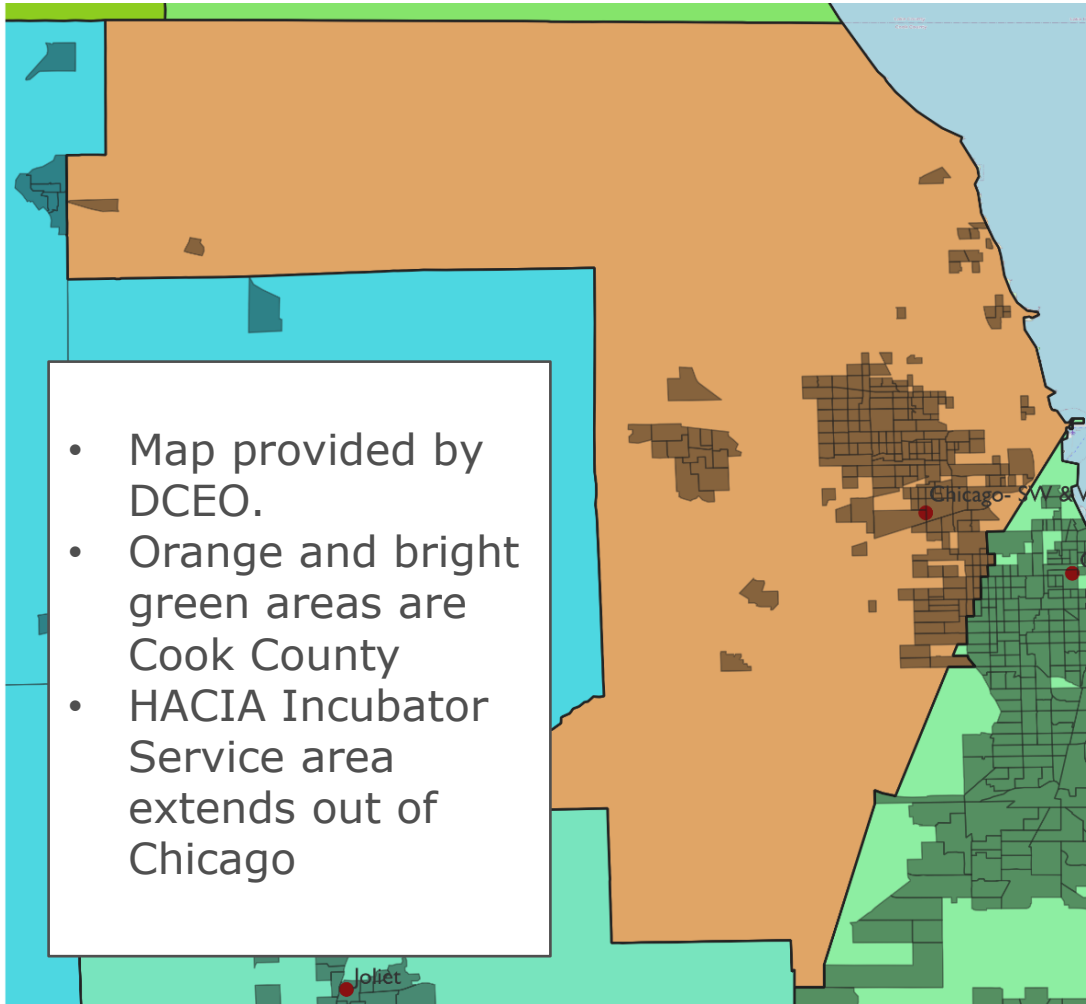 Chicago- SW & W
• Map provided by
DCEO.
• Orange and bright
green areas are
Cook County
• HACIA Incubator
Service area
extends out of
Chicago
Joliet